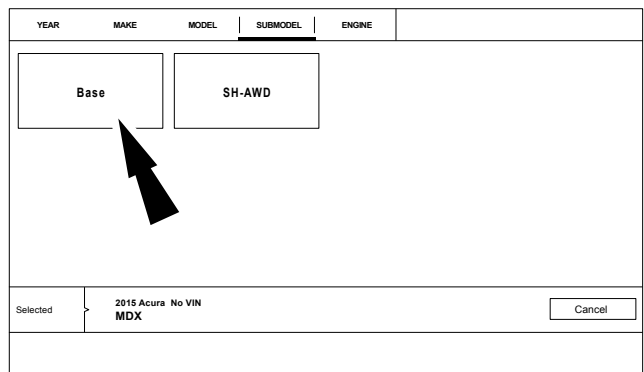 YEAR MAKE MODEL SUBMODEL ENGINE
Base SH-AWD
Selected
2015 Acura No VIN
MDX
Cancel